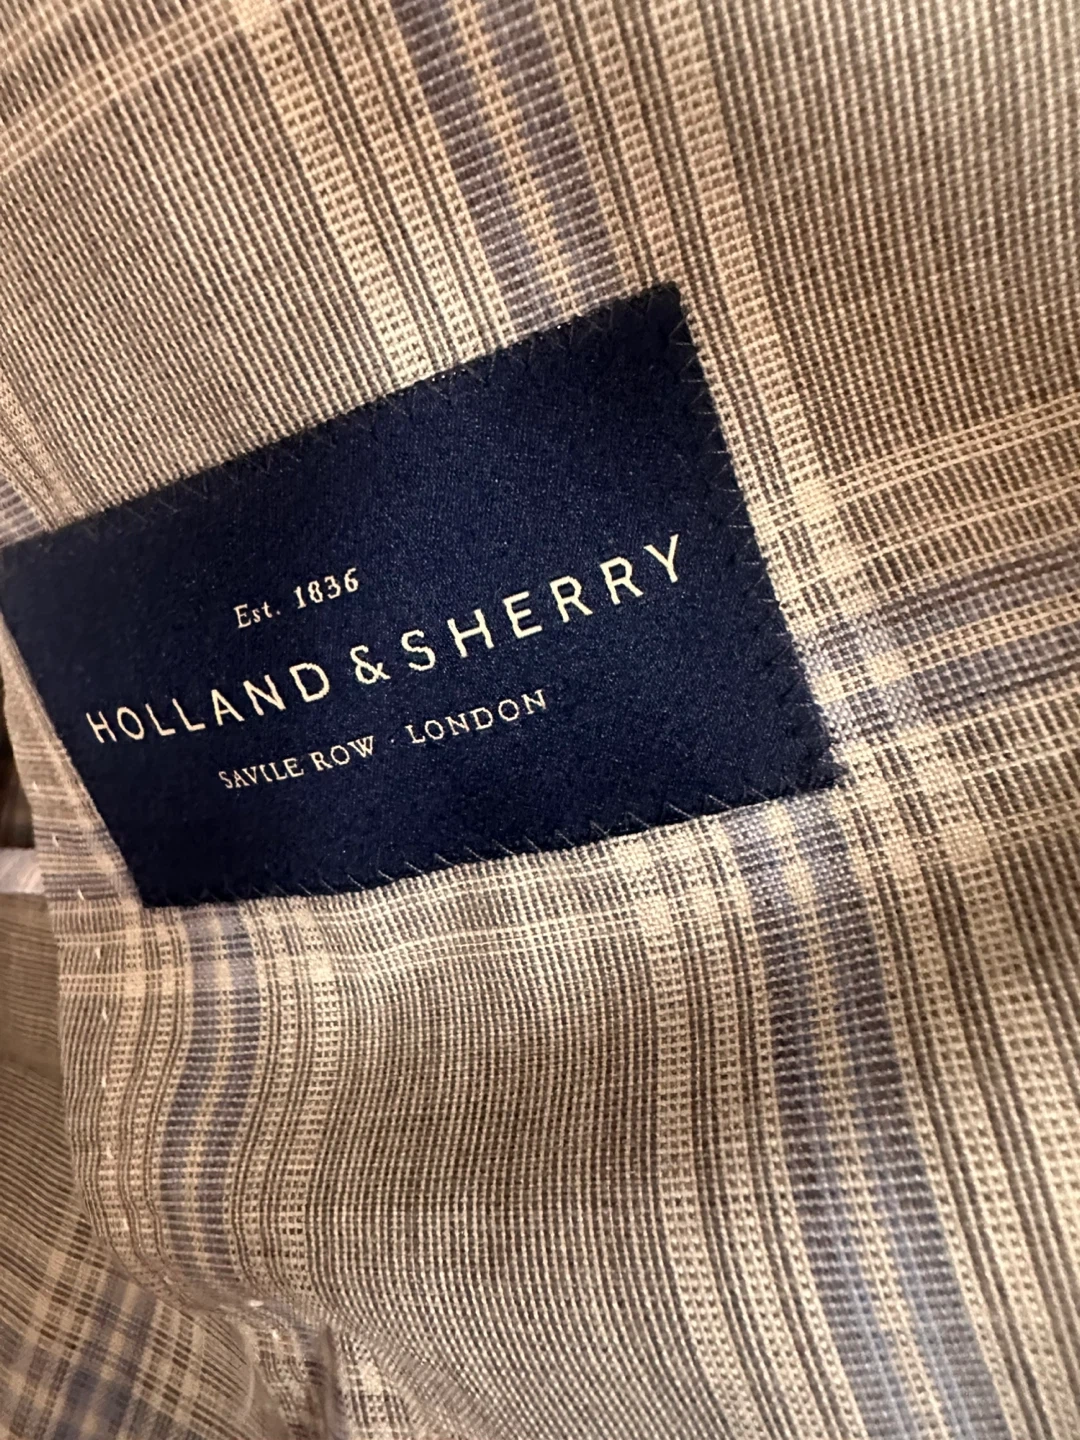 Est. 1836
HOLLAND & SHERRY
SAVILE ROW · LONDON